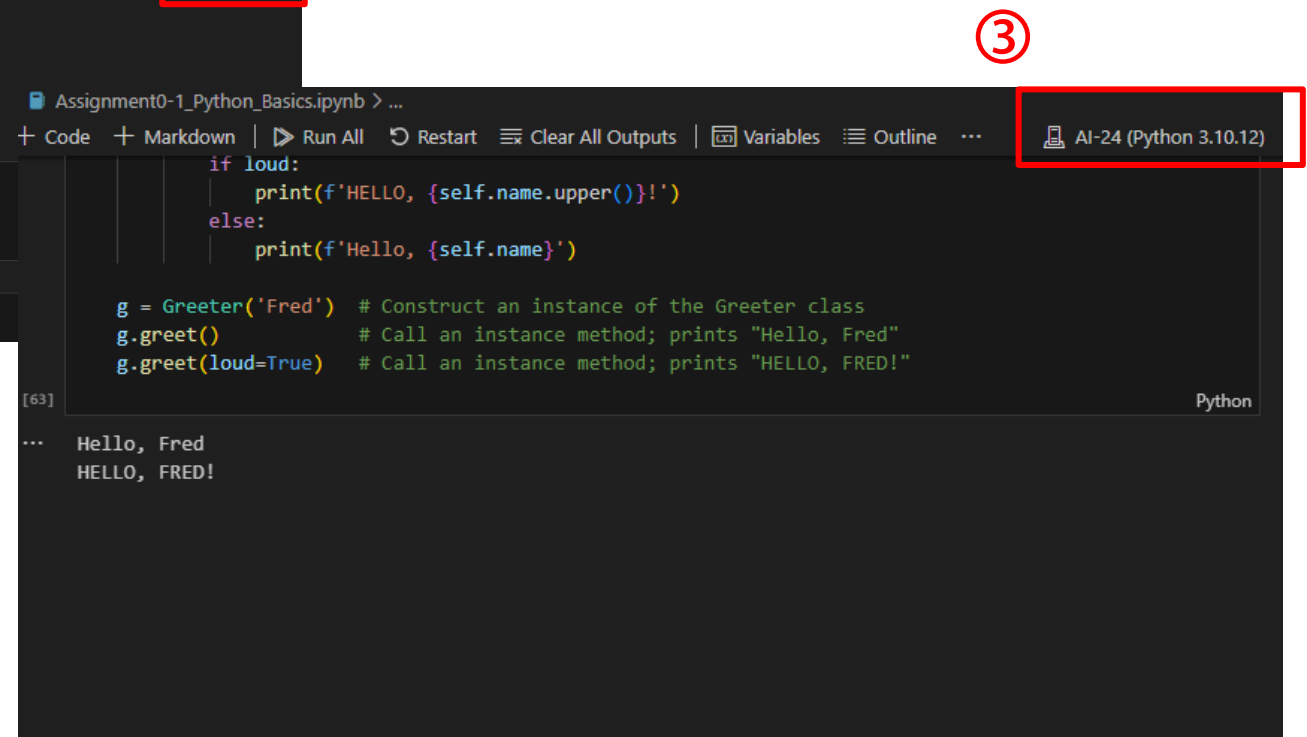 ③
Assignment0-1_Python_Basics.ipynb > ...
+ Code + Markdown | Run All Restart Clear All Outputs | Variables Outline ... AI-24 (Python 3.10.12)
if loud:
print(f'HELLO, {self.name.upper()}!')
else:
print(f'Hello, {self.name}')
g = Greeter('Fred') # Construct an instance of the Greeter class
g.greet() # Call an instance method; prints "Hello, Fred"
g.greet(loud=True) # Call an instance method; prints "HELLO, FRED!"
[63] Python
... Hello, Fred
HELLO, FRED!